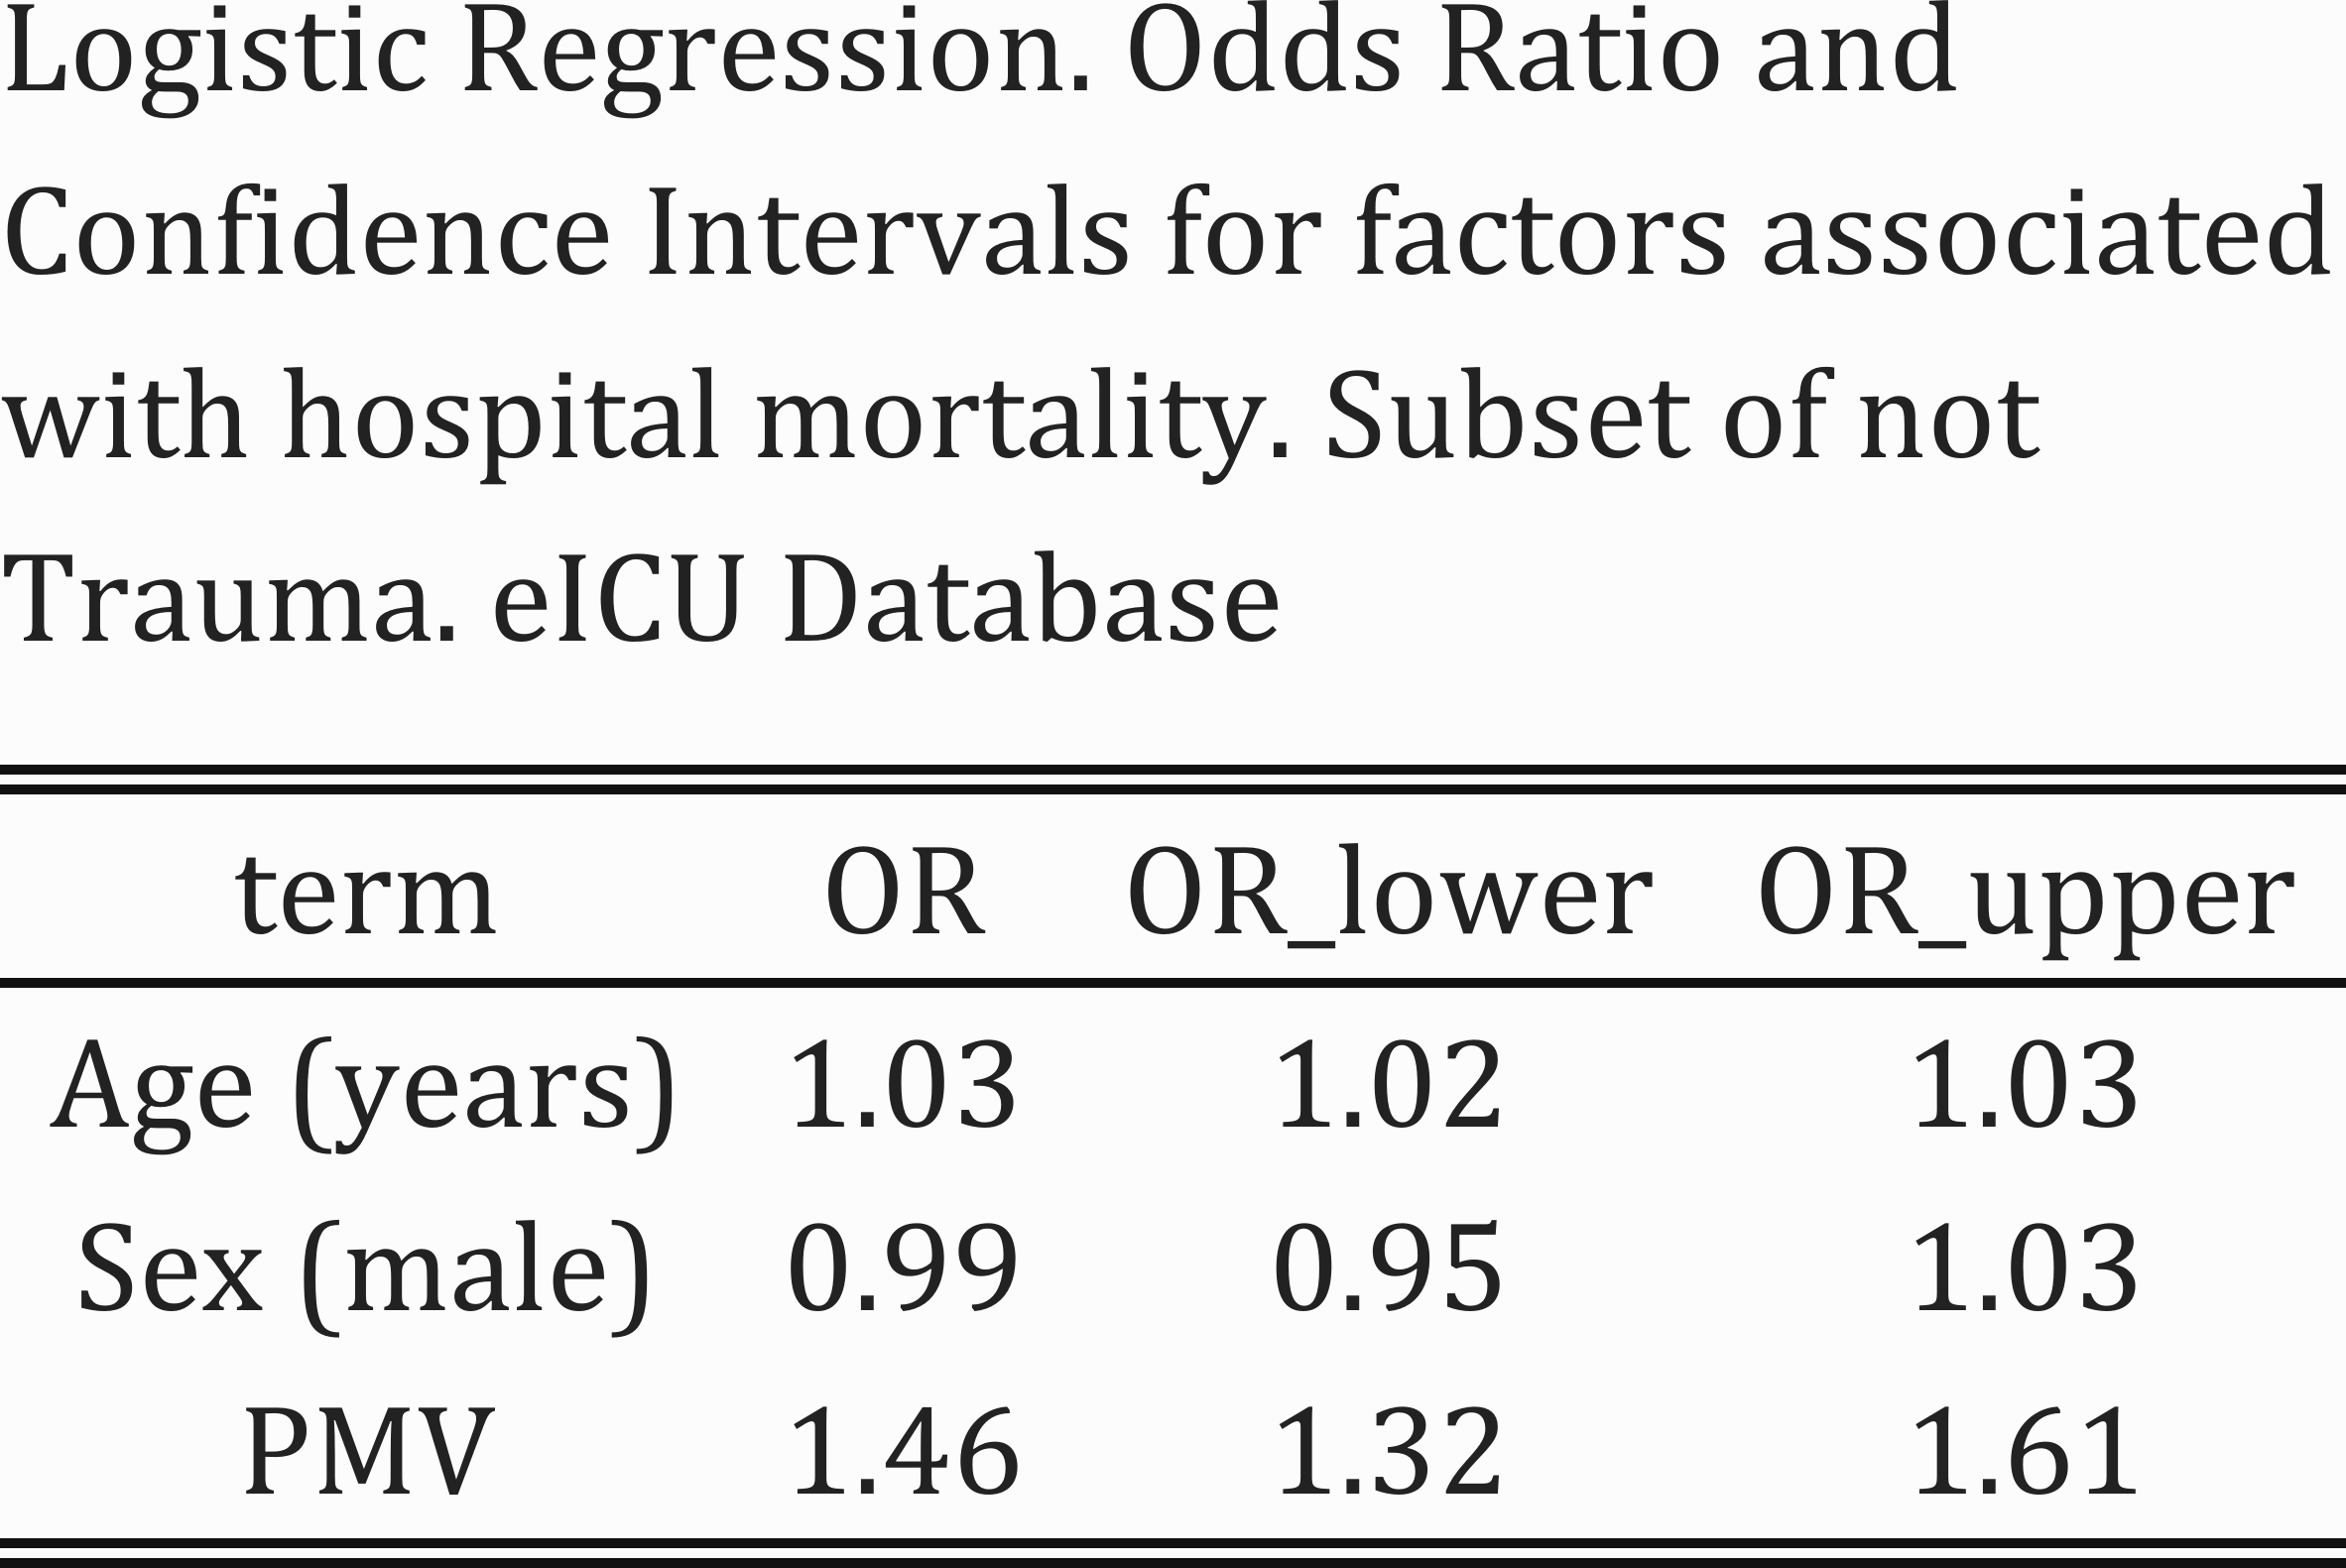 Logistic Regression. Odds Ratio and
Confidence Intervals for factors associated
with hospital mortality. Subset of not
Trauma. eICU Database
term OR OR_lower OR_upper
Age (years) 1.03 1.02 1.03
Sex (male) 0.99 0.95 1.03
PMV 1.46 1.32 1.61